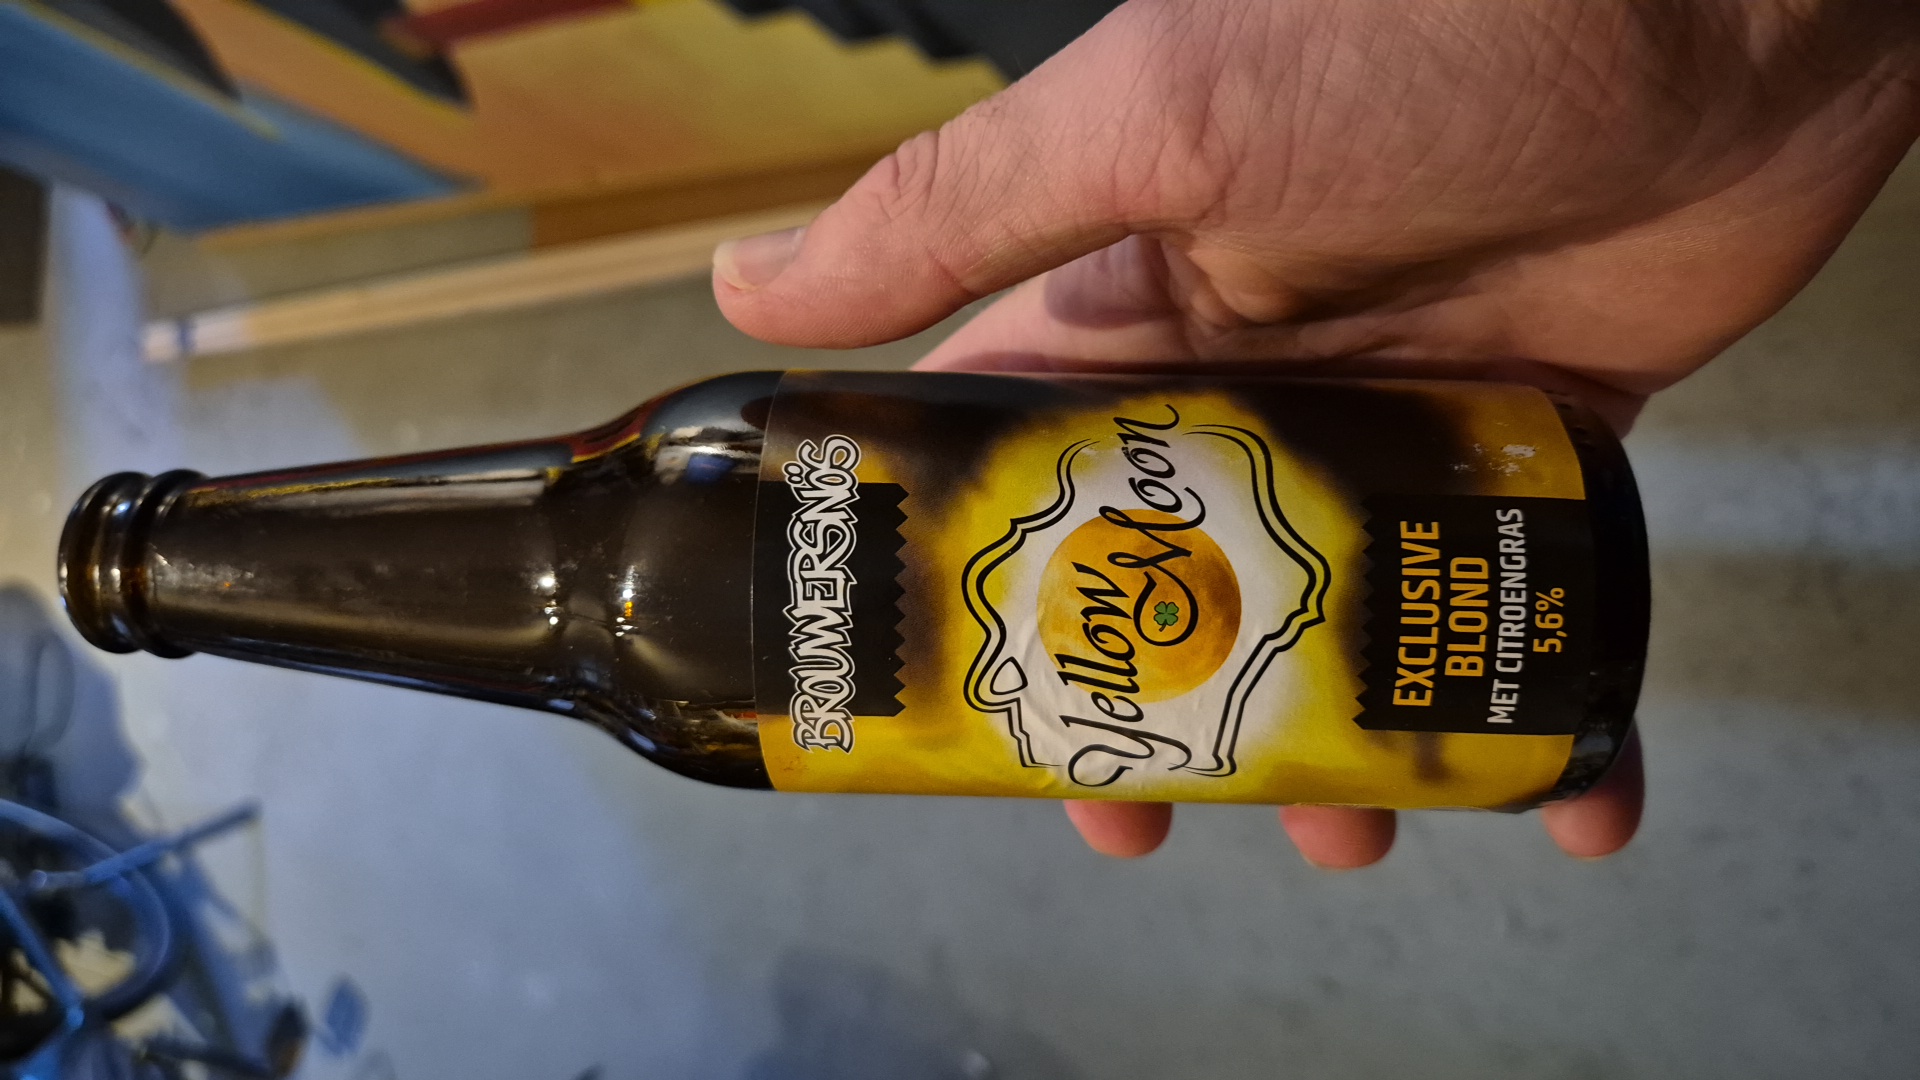 BROUWERSNÖS
Yellow Moon
EXCLUSIVE
BLOND
MET CITROENGRAS
5,6%